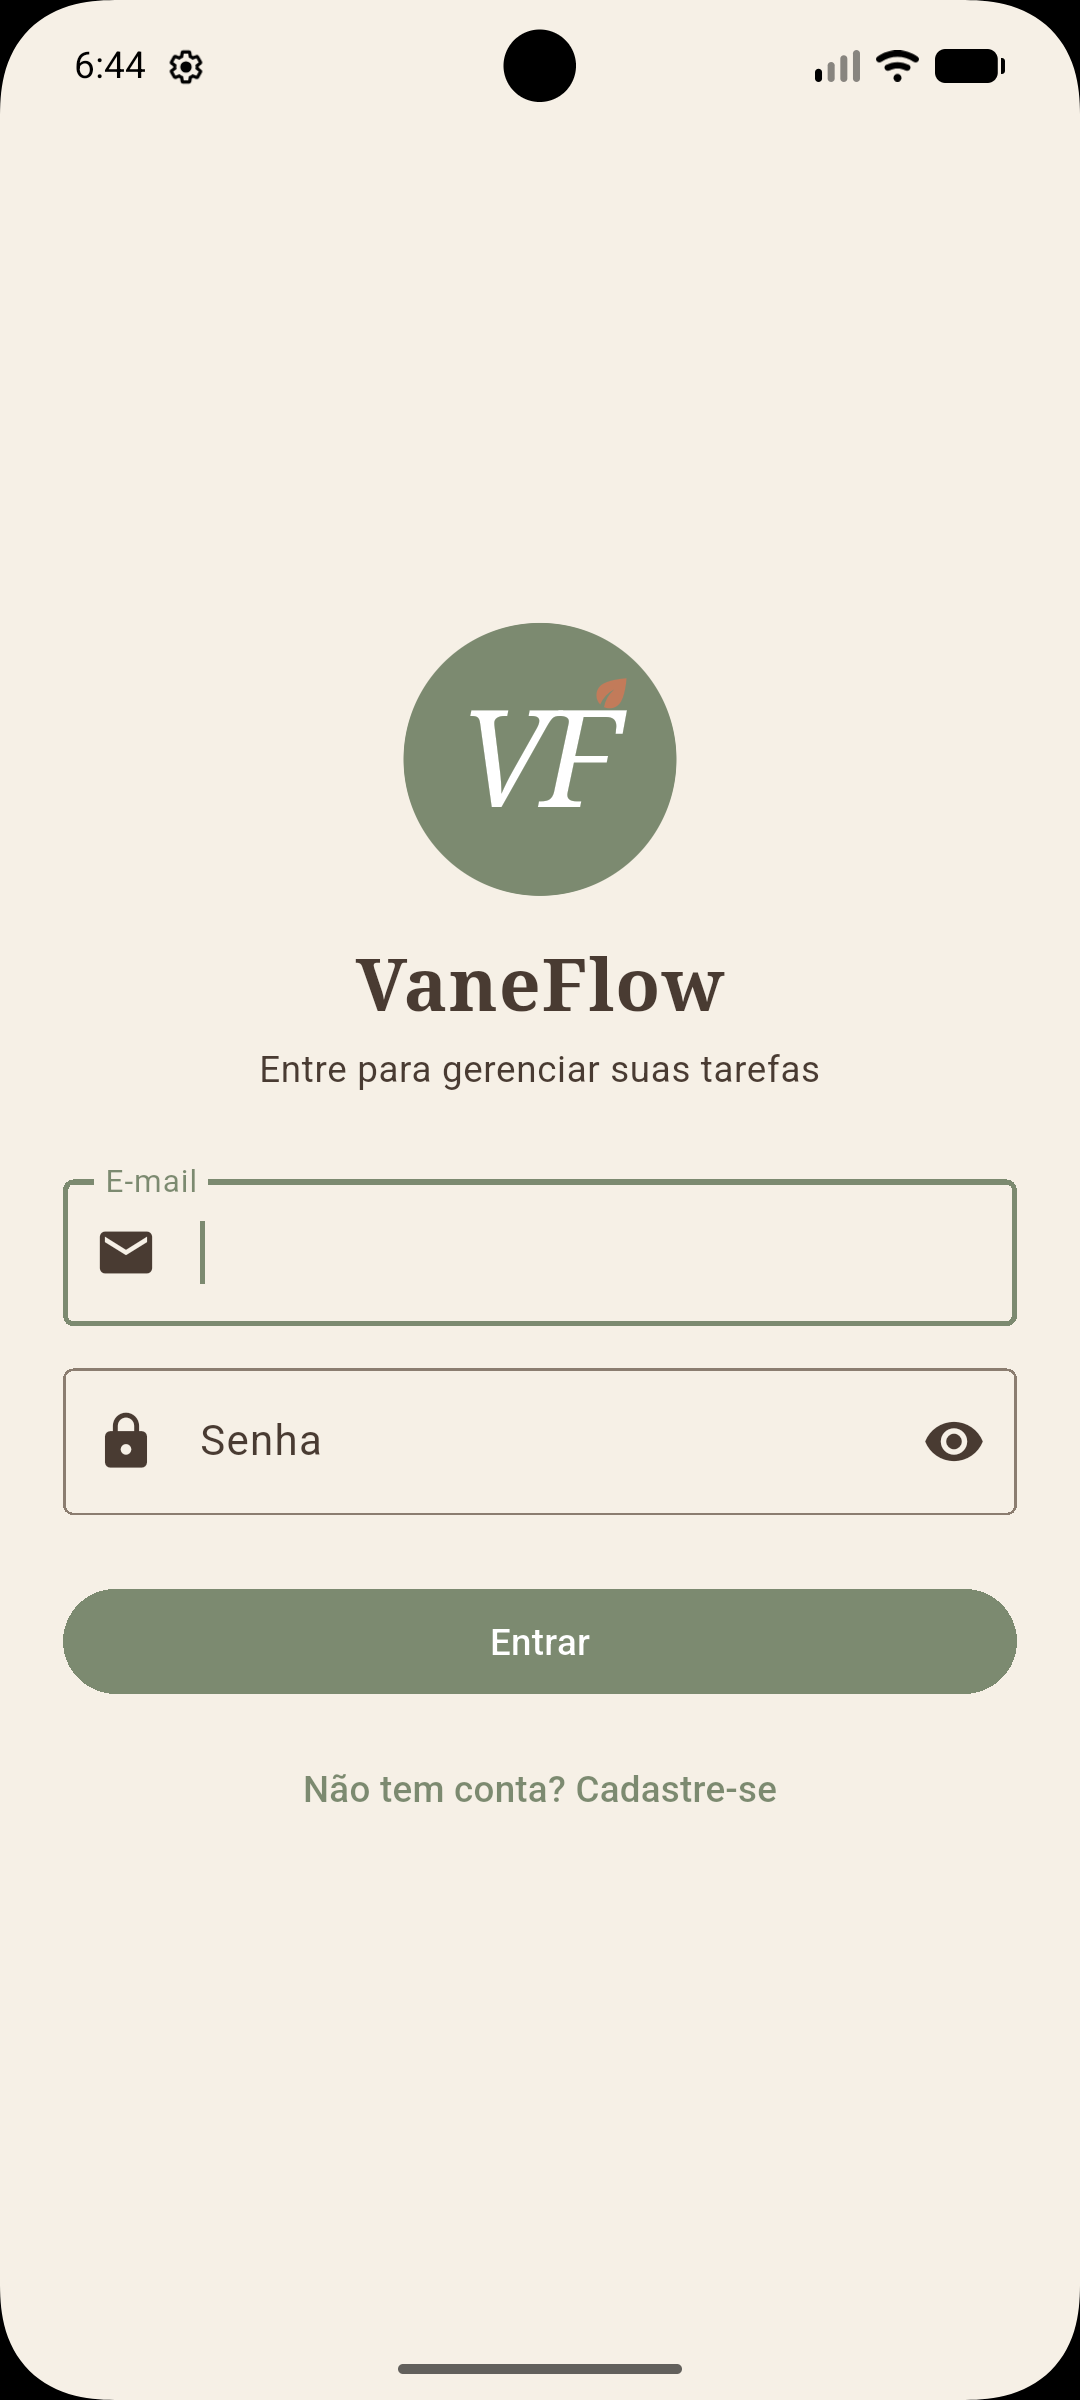 6:44
VF
VaneFlow
Entre para gerenciar suas tarefas
E-mail
Senha
Entrar
Não tem conta? Cadastre-se